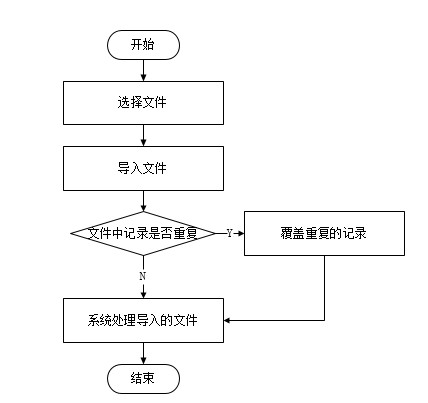 开始
选择文件
导入文件
文件中记录是否重复
Y
覆盖重复的记录
N
系统处理导入的文件
结束